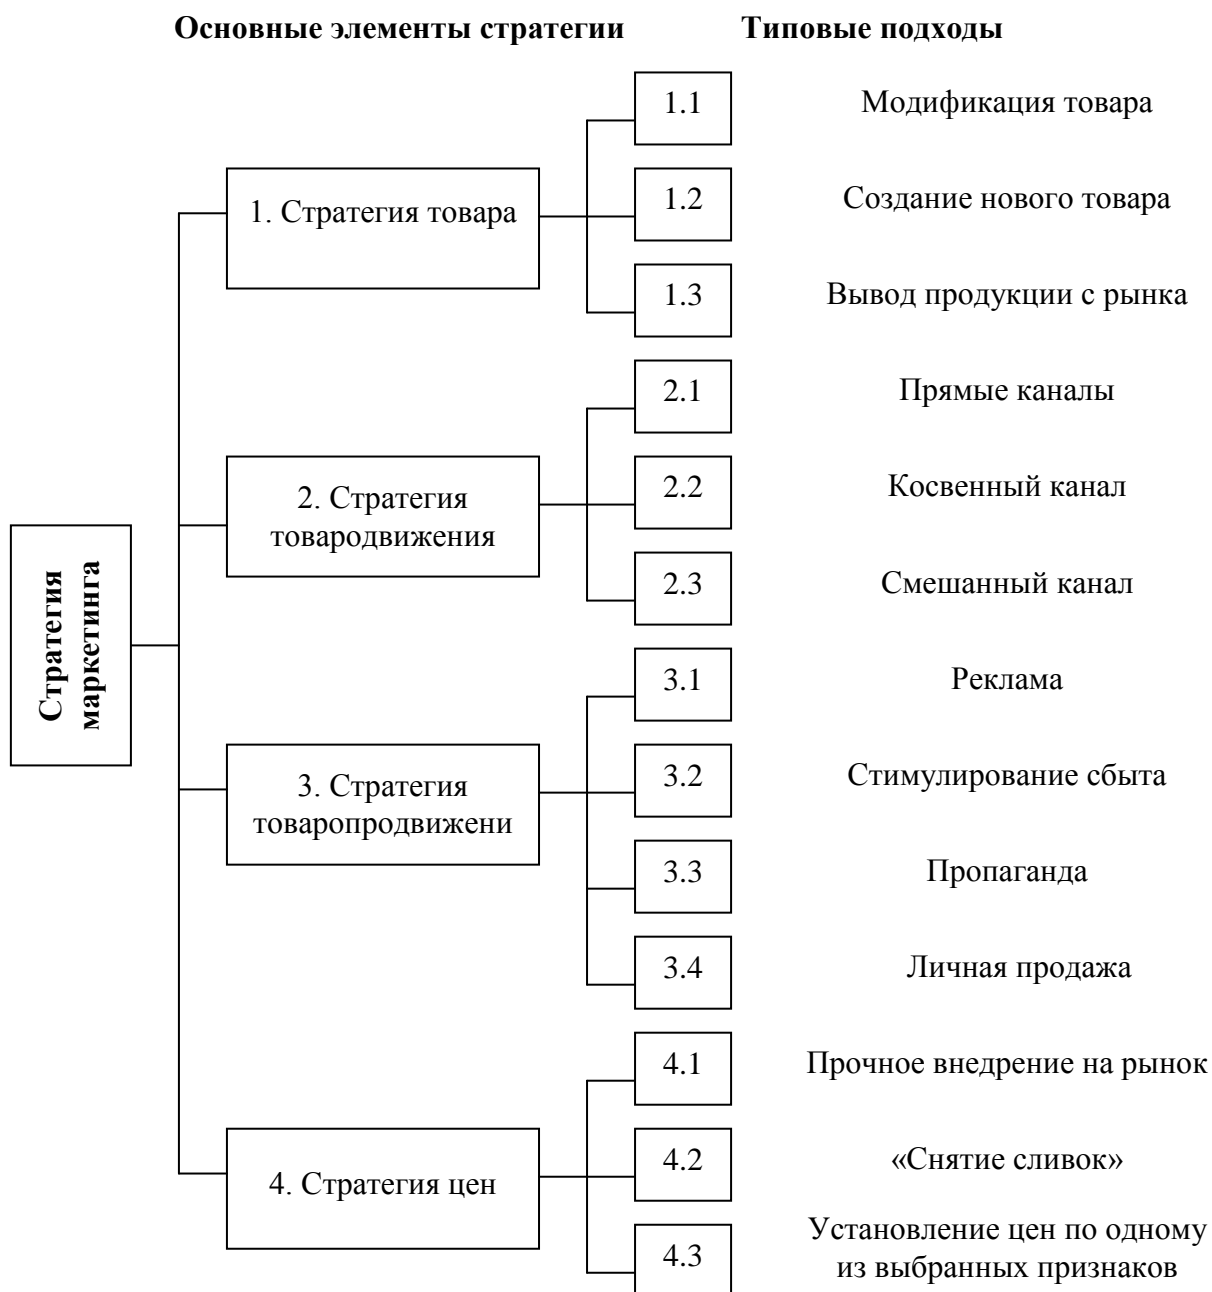 Основные элементы стратегии
Типовые подходы
Стратегия
маркетинга
1. Стратегия товара
1.1
Модификация товара
1.2
Создание нового товара
1.3
Вывод продукции с рынка
2. Стратегия
товародвижения
2.1
Прямые каналы
2.2
Косвенный канал
2.3
Смешанный канал
3. Стратегия
товаропродвижени
3.1
Реклама
3.2
Стимулирование сбыта
3.3
Пропаганда
3.4
Личная продажа
4. Стратегия цен
4.1
Прочное внедрение на рынок
4.2
«Снятие сливок»
4.3
Установление цен по одному
из выбранных признаков